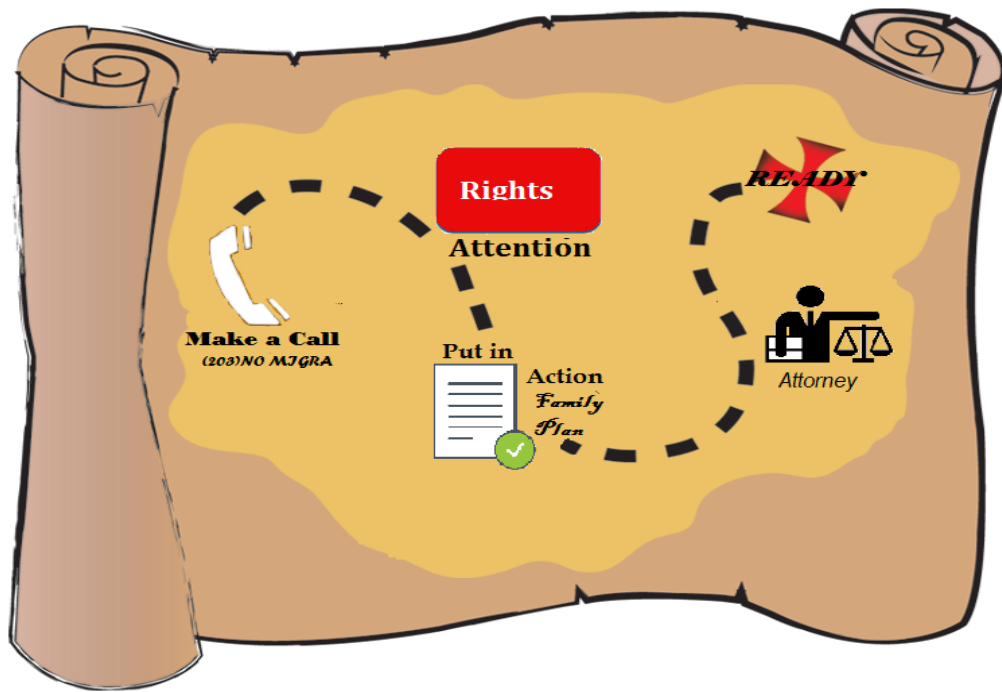 Make a Call
(203)NO MIGRA
Rights
Attention
Put in
Action
Family
Plan
Attorney
READY